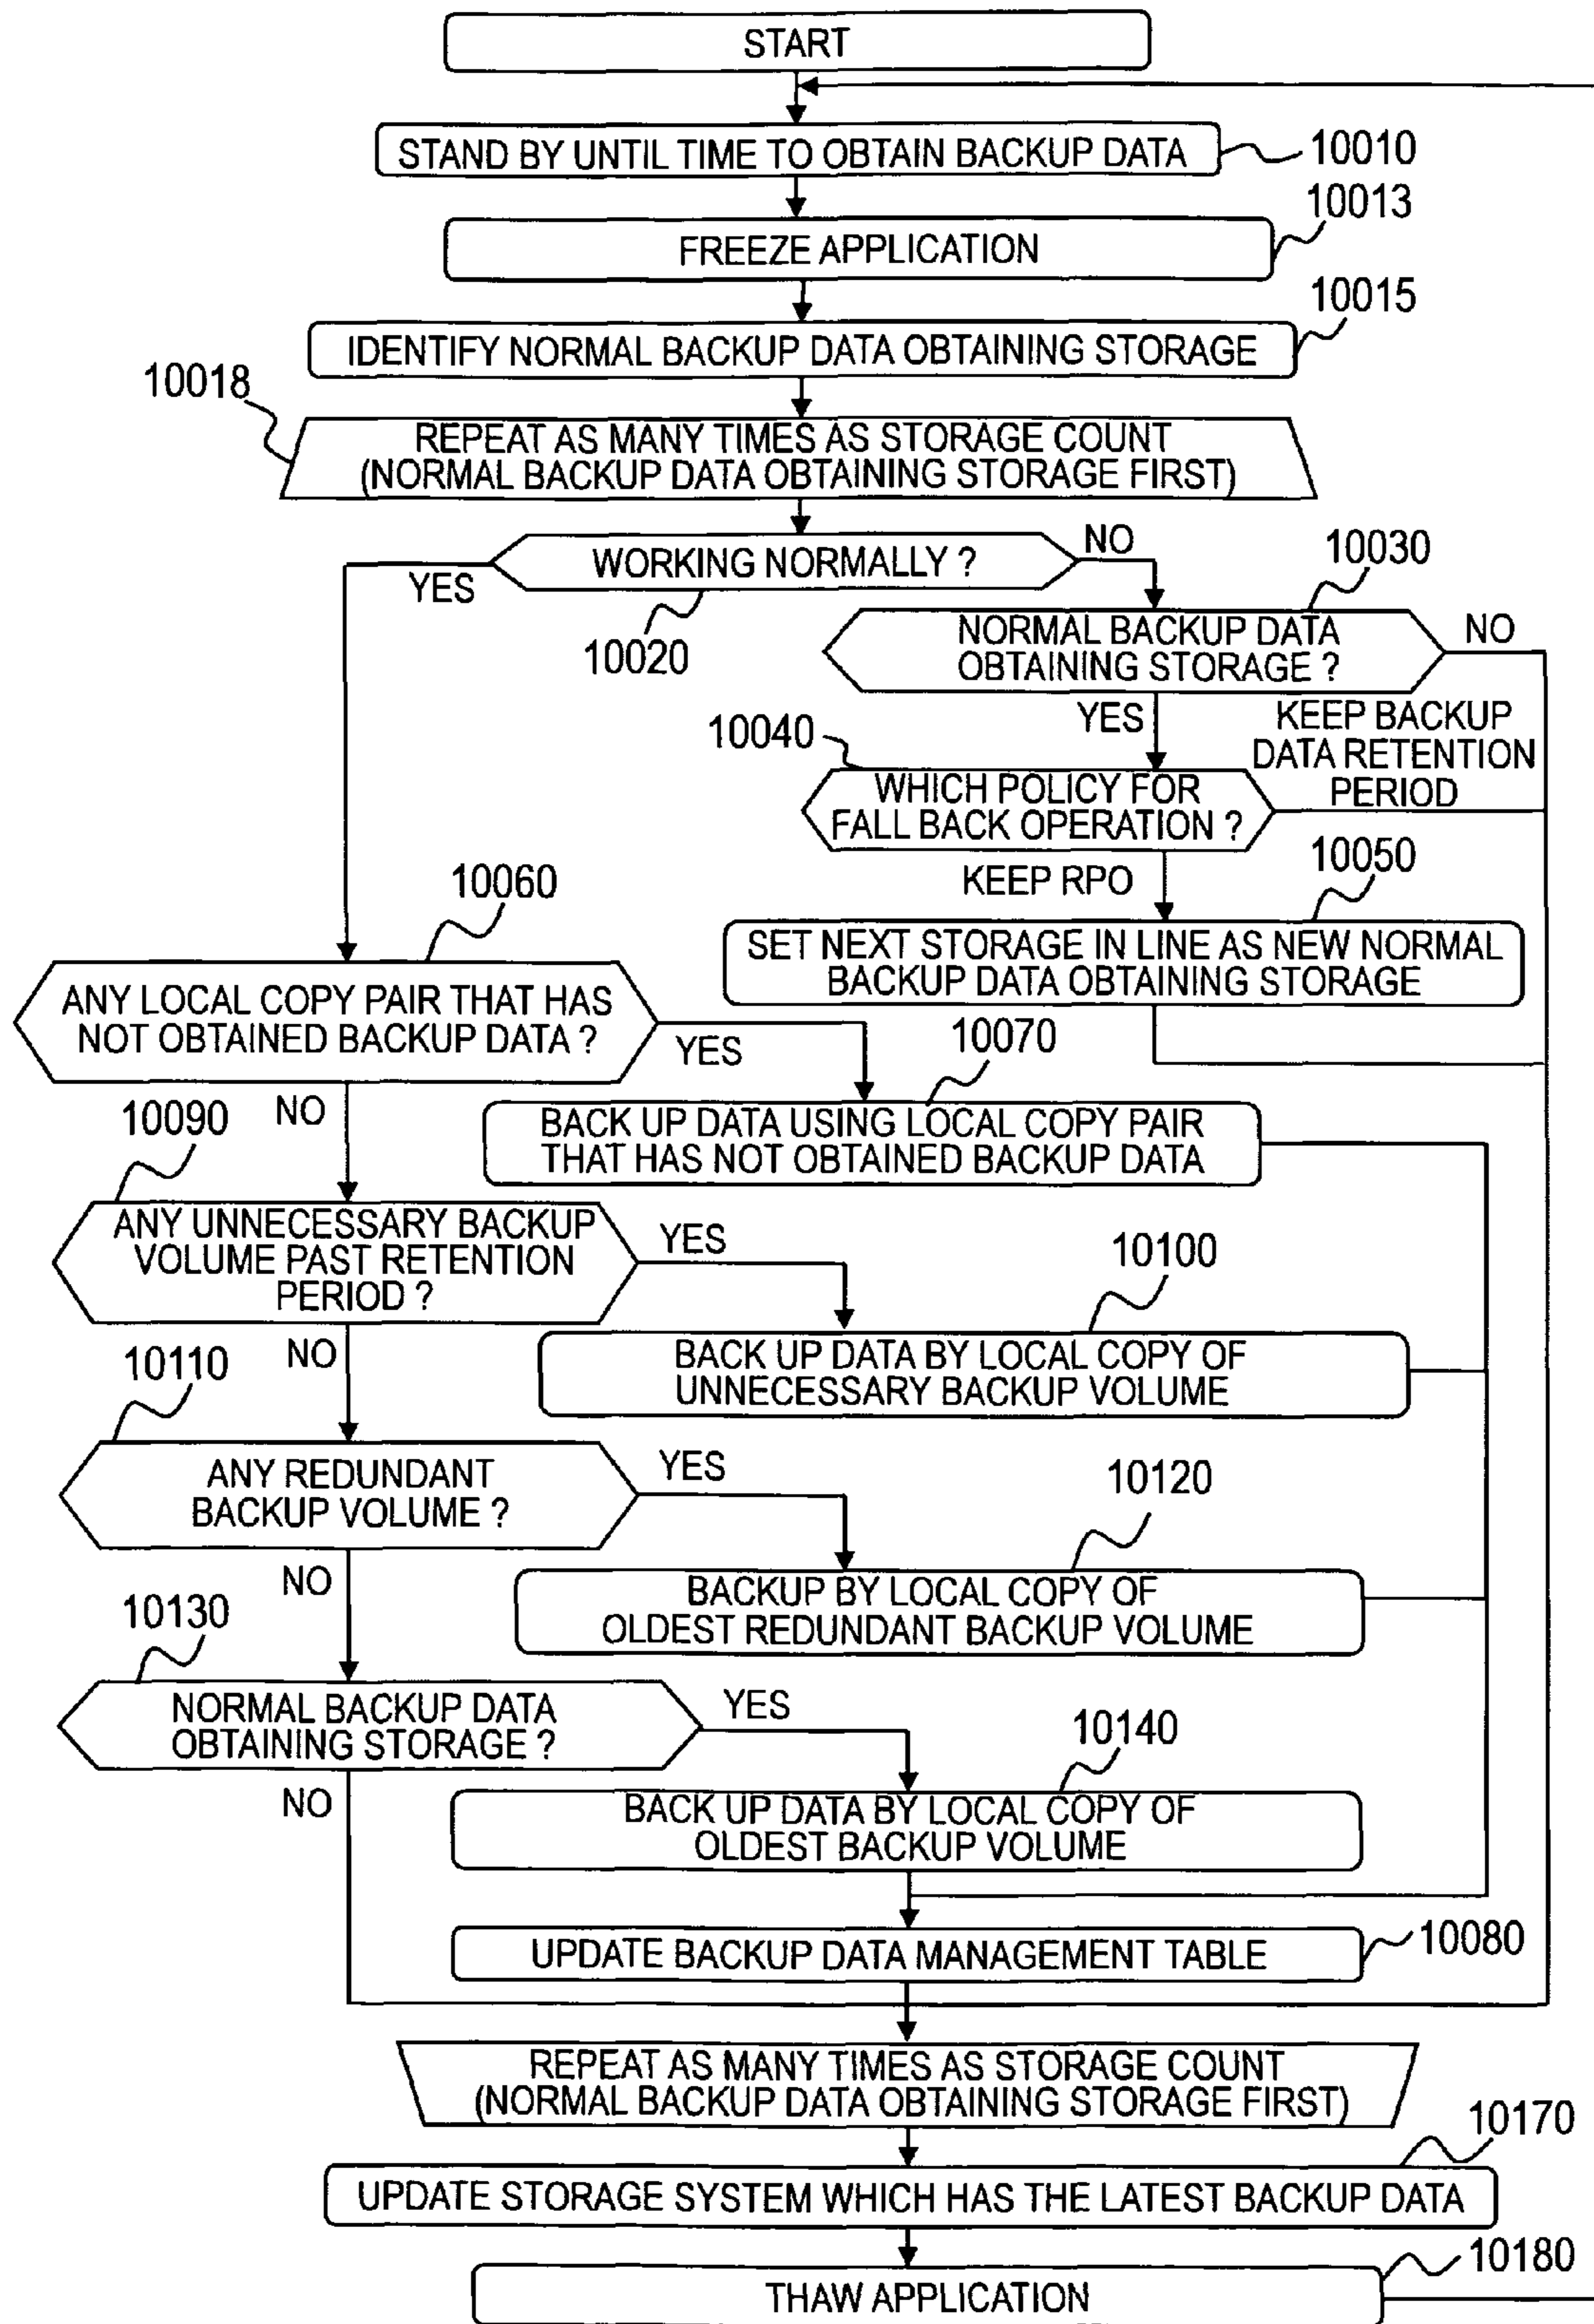 START
STAND BY UNTIL TIME TO OBTAIN BACKUP DATA
10010
10013
FREEZE APPLICATION
10015
IDENTIFY NORMAL BACKUP DATA OBTAINING STORAGE
10018
REPEAT AS MANY TIMES AS STORAGE COUNT
(NORMAL BACKUP DATA OBTAINING STORAGE FIRST)
WORKING NORMALLY ?
NO
YES
10020
10030
NORMAL BACKUP DATA
OBTAINING STORAGE ?
NO
YES
KEEP BACKUP
DATA RETENTION
PERIOD
10040
WHICH POLICY FOR
FALL BACK OPERATION ?
KEEP RPO
10050
SET NEXT STORAGE IN LINE AS NEW NORMAL
BACKUP DATA OBTAINING STORAGE
10060
ANY LOCAL COPY PAIR THAT HAS
NOT OBTAINED BACKUP DATA ?
YES
10070
NO
BACK UP DATA USING LOCAL COPY PAIR
THAT HAS NOT OBTAINED BACKUP DATA
10090
ANY UNNECESSARY BACKUP
VOLUME PAST RETENTION
PERIOD ?
YES
10100
NO
BACK UP DATA BY LOCAL COPY OF
UNNECESSARY BACKUP VOLUME
10110
ANY REDUNDANT
BACKUP VOLUME ?
YES
10120
NO
BACKUP BY LOCAL COPY OF
OLDEST REDUNDANT BACKUP VOLUME
10130
NORMAL BACKUP DATA
OBTAINING STORAGE ?
YES
10140
NO
BACK UP DATA BY LOCAL COPY OF
OLDEST BACKUP VOLUME
UPDATE BACKUP DATA MANAGEMENT TABLE
10080
REPEAT AS MANY TIMES AS STORAGE COUNT
(NORMAL BACKUP DATA OBTAINING STORAGE FIRST)
10170
UPDATE STORAGE SYSTEM WHICH HAS THE LATEST BACKUP DATA
10180
THAW APPLICATION